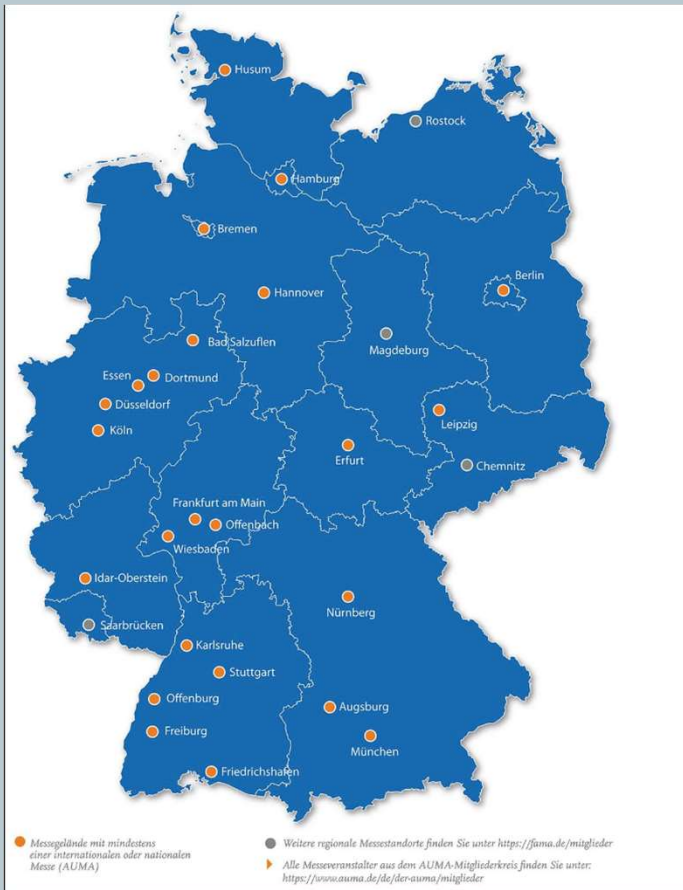 Husum
Rostock
Hamburg
Bremen
Berlin
Hannover
Bad Salzuflen
Magdeburg
Essen
Dortmund
Düsseldorf
Leipzig
Köln
Erfurt
Chemnitz
Frankfurt am Main
Offenbach
Wiesbaden
Idar-Oberstein
Nürnberg
Saarbrücken
Karlsruhe
Stuttgart
Offenburg
Augsburg
Freiburg
München
Friedrichshafen
Messegelände mit mindestens
einer internationalen oder nationalen
Messe (AUMA)
Weitere regionale Messestandorte finden Sie unter https://fama.de/mitglieder
Alle Messeveranstalter aus dem AUMA-Mitgliederkreis finden Sie unter:
https://www.auma.de/de/der-auma/mitglieder